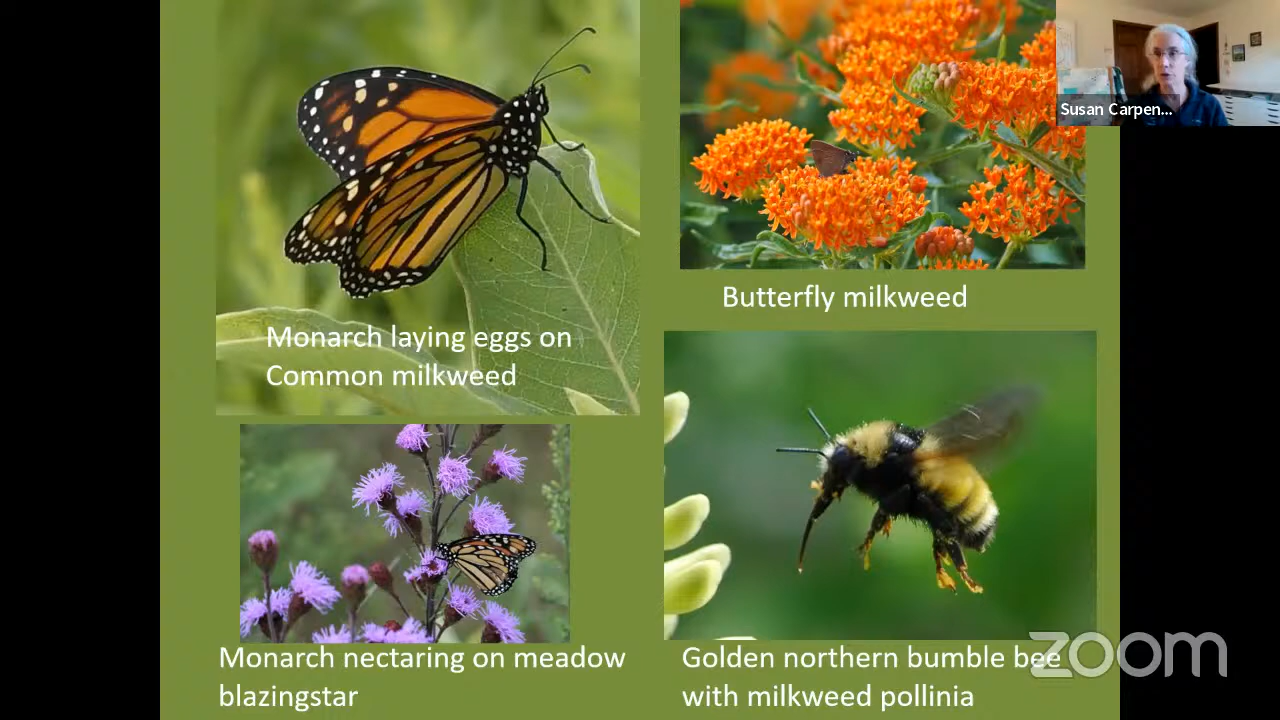 Susan Carpen...
Butterfly milkweed
Monarch laying eggs on
Common milkweed
Monarch nectaring on meadow
blazingstar
Golden northern bumble bee
with milkweed pollinia
zoom